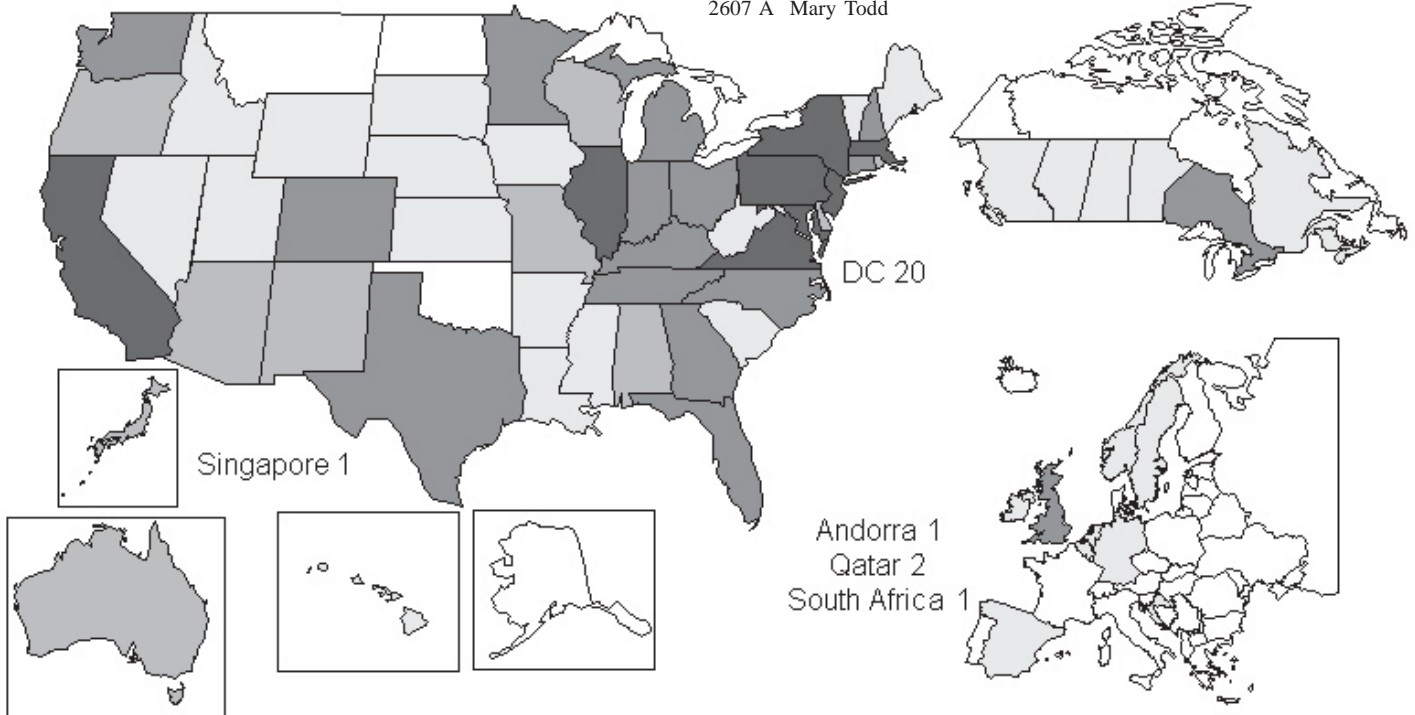 2607 A Mary Todd
DC 20
Singapore 1
Andorra 1
Qatar 2
South Africa 1